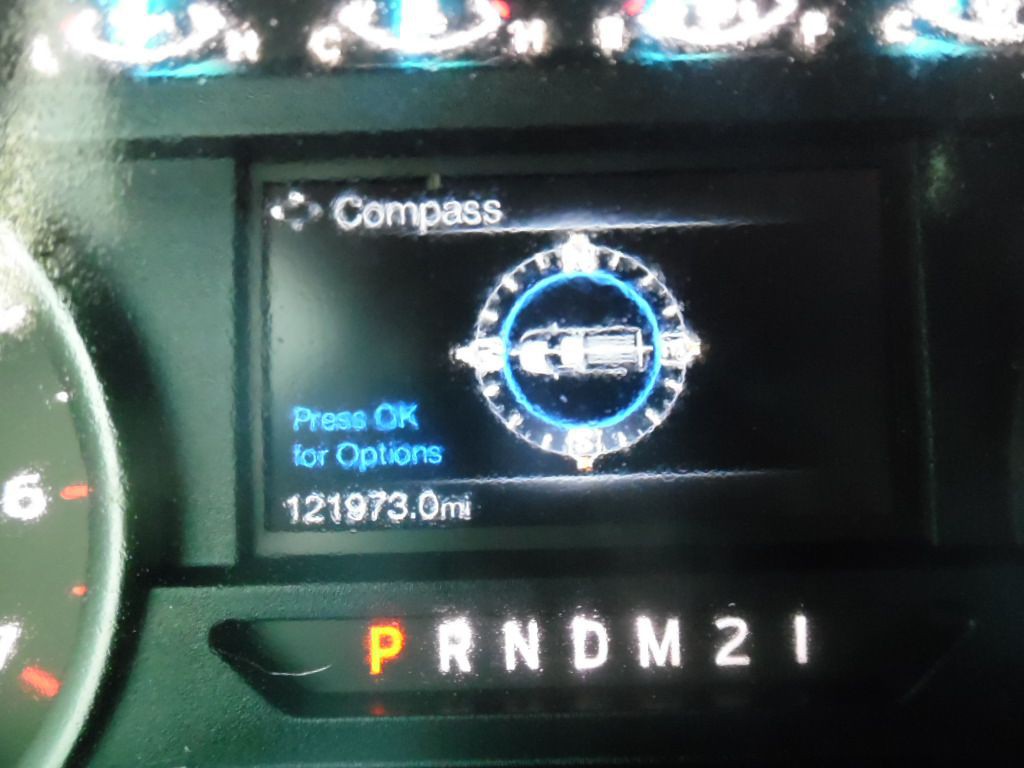 L H C H E F C
Compass
N
S
Press OK
for Options
121973.0mi
6
7
P R N D M 2 1